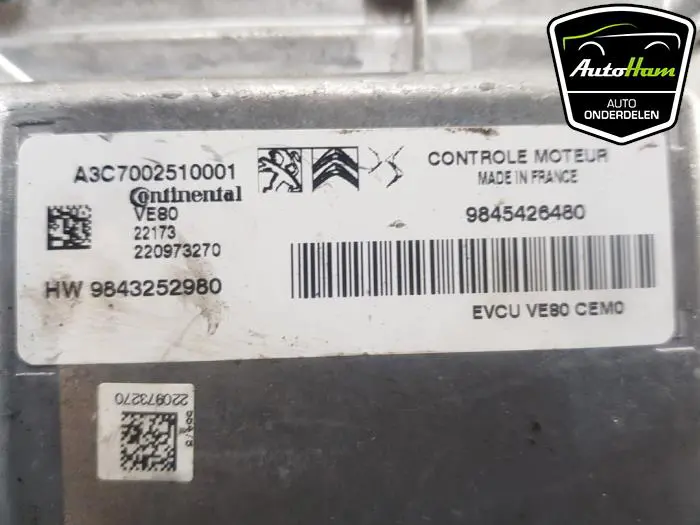 AutoHam
AUTO
ONDERDELEN
A3C7002510001
Continental
VE80
22173
220973270
HW 9843252980
CONTROLE MOTEUR
MADE IN FRANCE
9845426480
EVCU VE80 CEM0
220973270